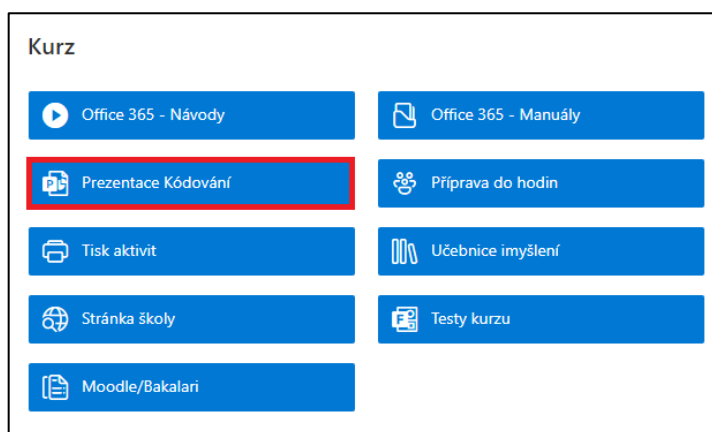 Kurz
Office 365 - Návody
Office 365 - Manuály
Prezentace Kódování
Příprava do hodin
Tisk aktivit
Učebnice imyšlení
Stránka školy
Testy kurzu
Moodle/Bakalari